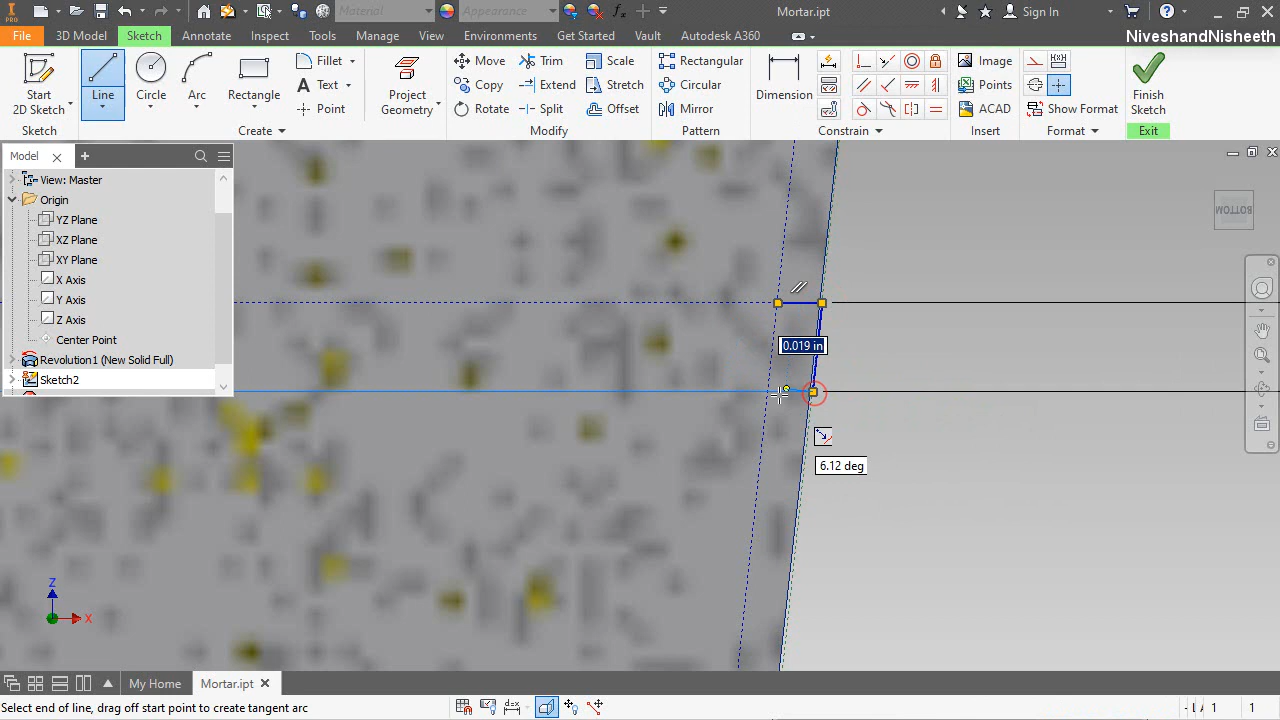 Material
Appearance
Mortar.ipt
Sign In
PRO
File
3D Model
Sketch
Annotate
Inspect
Tools
Manage
View
Environments
Get Started
Vault
Autodesk A360
NiveshandNisheeth
Start
2D Sketch
Line
Circle
Arc
Rectangle
Fillet
Text
Point
Project
Geometry
Move
Copy
Rotate
Trim
Extend
Split
Scale
Stretch
Offset
Rectangular
Circular
Mirror
Dimension
Image
Points
ACAD
Show Format
Finish
Sketch
Sketch
Create
Modify
Pattern
Constrain
Insert
Format
Exit
Model
View: Master
Origin
YZ Plane
XZ Plane
XY Plane
X Axis
Y Axis
Z Axis
Center Point
Revolution1 (New Solid Full)
Sketch2
BOTTOM
0.019 in
6.12 deg
Z
X
My Home
Mortar.ipt
Select end of line, drag off start point to create tangent arc
1
1